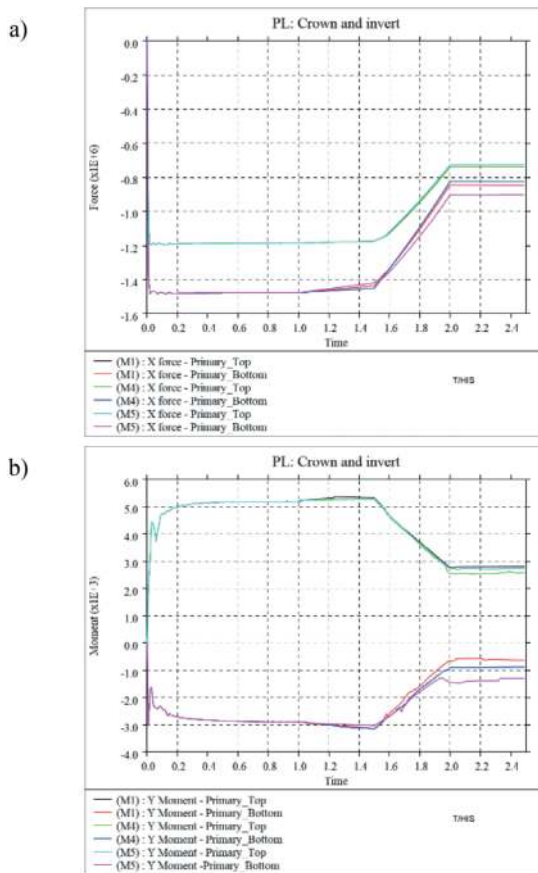 a)
PL: Crown and invert
0.0
-0.2
-0.4
-0.6
-0.8
-1.0
-1.2
-1.4
-1.6
Force (x1E+6)
0.0 0.2 0.4 0.6 0.8 1.0 1.2 1.4 1.6 1.8 2.0 2.2 2.4
Time
(M1) : X force - Primary_Top
(M1) : X force - Primary_Bottom
(M4) : X force - Primary_Top
(M4) : X force - Primary_Bottom
(M5) : X force - Primary_Top
(M5) : X force - Primary_Bottom
T/HIS
b)
PL: Crown and invert
6.0
5.0
4.0
3.0
2.0
1.0
0.0
-1.0
-2.0
-3.0
-4.0
Moment (x1E+3)
0.0 0.2 0.4 0.6 0.8 1.0 1.2 1.4 1.6 1.8 2.0 2.2 2.4
Time
(M1) : Y Moment - Primary_Top
(M1) : Y Moment - Primary_Bottom
(M4) : Y Moment - Primary_Top
(M4) : Y Moment - Primary_Bottom
(M5) : Y Moment - Primary_Top
(M5) : Y Moment -Primary_Bottom
T/HIS